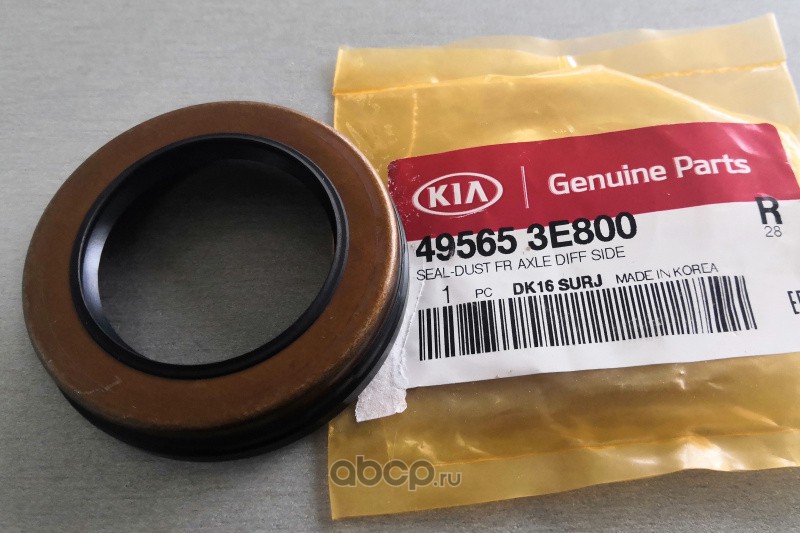 KIA Genuine Parts
49565 3E800 R
28
SEAL-DUST FR AXLE DIFF SIDE
1 PC DK16 SURJ MADE IN KOREA
abcp.ru